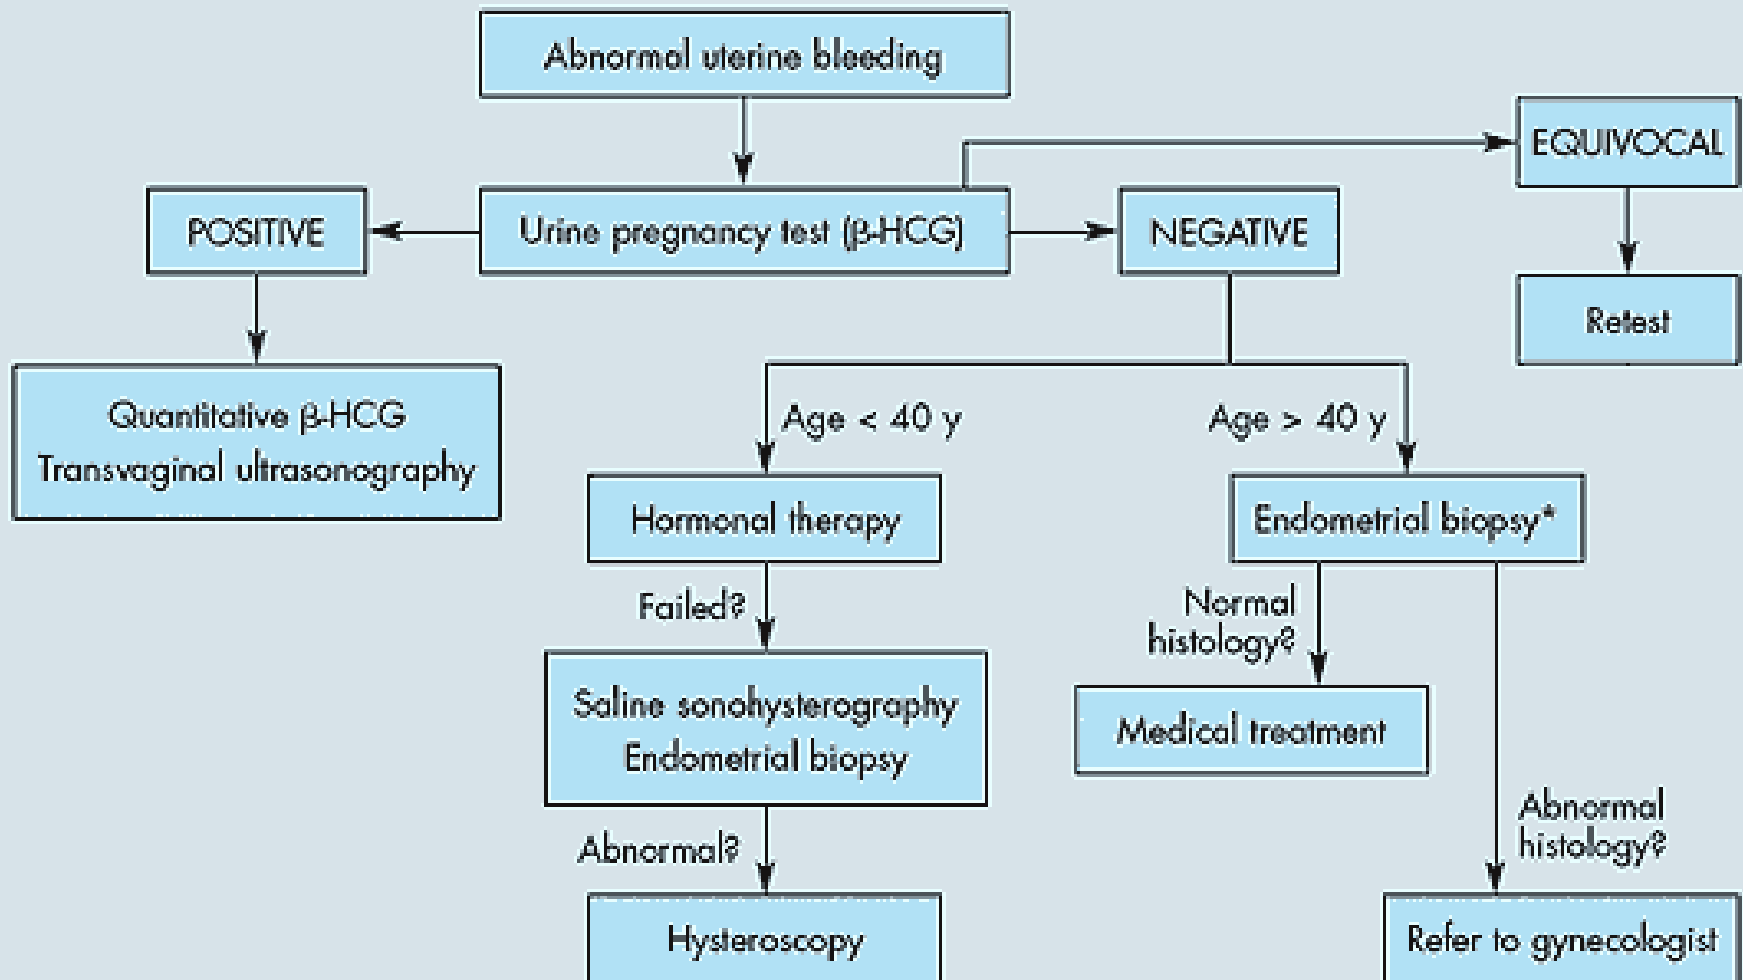 Abnormal uterine bleeding
EQUIVOCAL
POSITIVE
Urine pregnancy test (β-HCG)
NEGATIVE
Retest
Quantitative β-HCG
Transvaginal ultrasonography
Age < 40 y
Age > 40 y
Hormonal therapy
Endometrial biopsy*
Failed?
Normal
histology?
Saline sonohysterography
Endometrial biopsy
Medical treatment
Abnormal?
Abnormal
histology?
Hysteroscopy
Refer to gynecologist